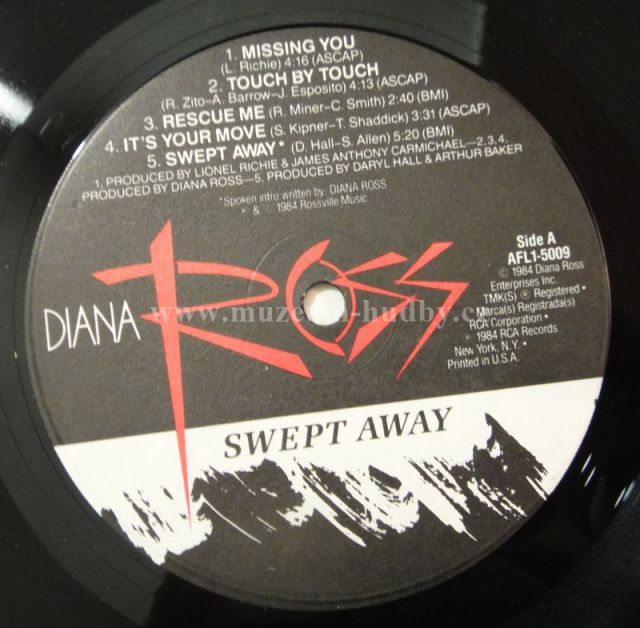 1. MISSING YOU
(L. Richie) 4:16 (ASCAP)
2. TOUCH BY TOUCH
(R. Zito–A. Barrow–J. Esposito) 4:13 (ASCAP)
3. RESCUE ME (R. Miner–C. Smith) 2:40 (BMI)
4. IT'S YOUR MOVE (S. Kipner–T. Shaddick) 3:31 (ASCAP)
5. SWEPT AWAY* (D. Hall–S. Allen) 5:20 (BMI)
1. PRODUCED BY LIONEL RICHIE & JAMES ANTHONY CARMICHAEL—2.3.4.
PRODUCED BY DIANA ROSS—5. PRODUCED BY DARYL HALL & ARTHUR BAKER
*Spoken intro written by DIANA ROSS
℗ & 1984 Rossville Music
Side A
AFL1-5009
© 1984 Diana Ross
Enterprises Inc.
TMK(S) ® Registered •
Marca(s) Registrada(s)
RCA Corporation •
℗ 1984 RCA Records
New York, N.Y. •
Printed in U.S.A.
DIANA ROSS
www.muzeum-hudby.cz
SWEPT AWAY